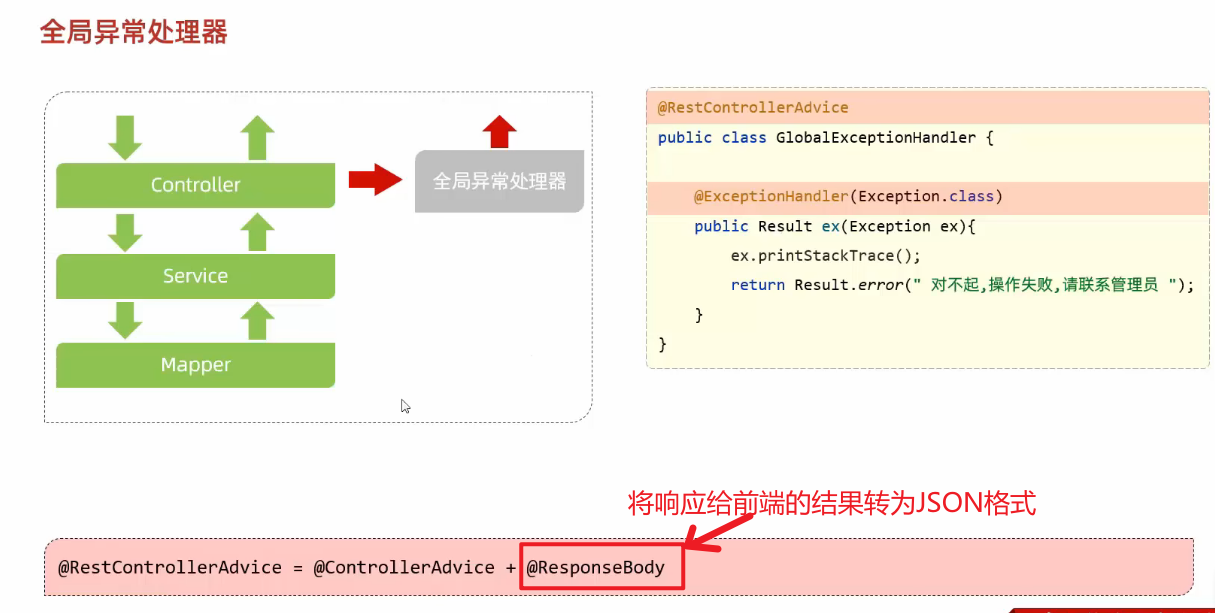 全局异常处理器
Controller
全局异常处理器
Service
Mapper
@RestControllerAdvice
public class GlobalExceptionHandler {
@ExceptionHandler(Exception.class)
public Result ex(Exception ex){
ex.printStackTrace();
return Result.error(" 对不起,操作失败,请联系管理员 ");
}
}
将响应给前端的结果转为JSON格式
@RestControllerAdvice = @ControllerAdvice + @ResponseBody